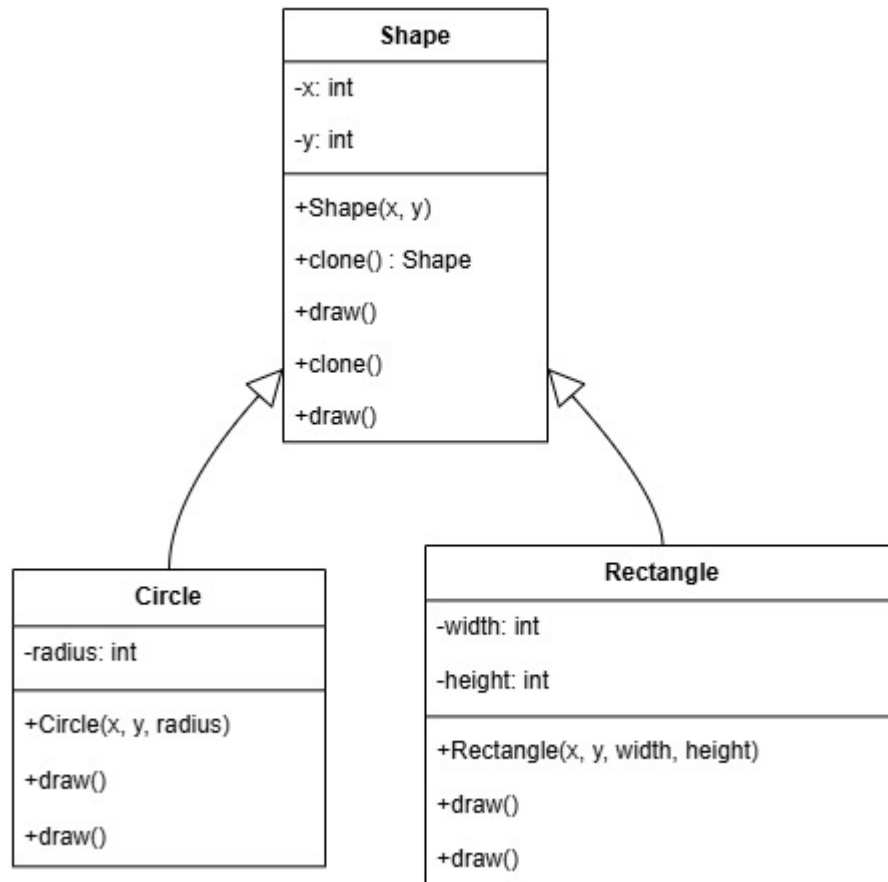 Shape
-x: int
-y: int
+Shape(x, y)
+clone() : Shape
+draw()
+clone()
+draw()
Circle
-radius: int
+Circle(x, y, radius)
+draw()
+draw()
Rectangle
-width: int
-height: int
+Rectangle(x, y, width, height)
+draw()
+draw()